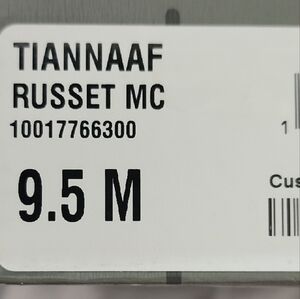 TIANNAAF
RUSSET MC
10017766300
9.5 M
1
Cus